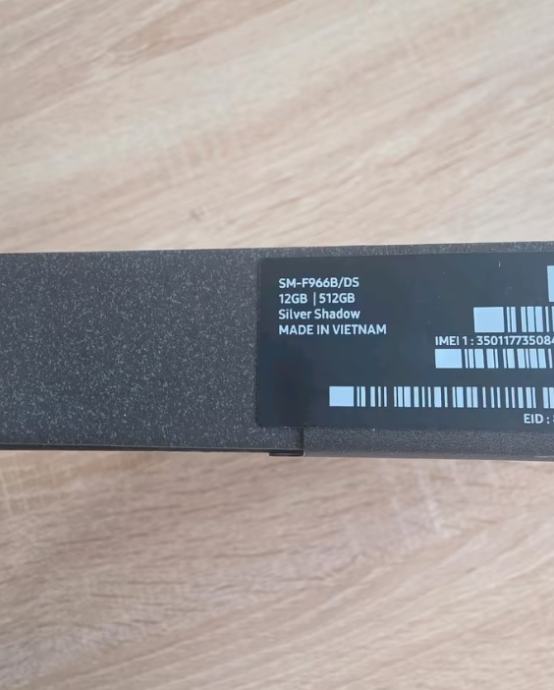 SM-F966B/DS
12GB | 512GB
Silver Shadow
MADE IN VIETNAM
IMEI 1 : 35011773508
EID :